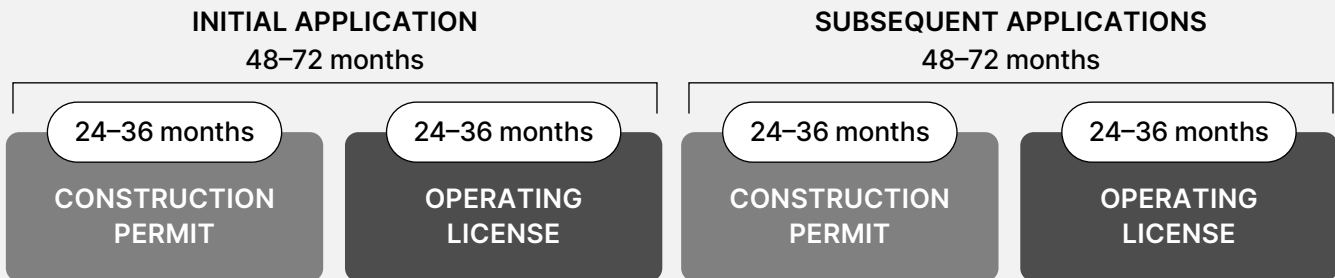 INITIAL APPLICATION
48–72 months
24–36 months
CONSTRUCTION
PERMIT
24–36 months
OPERATING
LICENSE
SUBSEQUENT APPLICATIONS
48–72 months
24–36 months
CONSTRUCTION
PERMIT
24–36 months
OPERATING
LICENSE